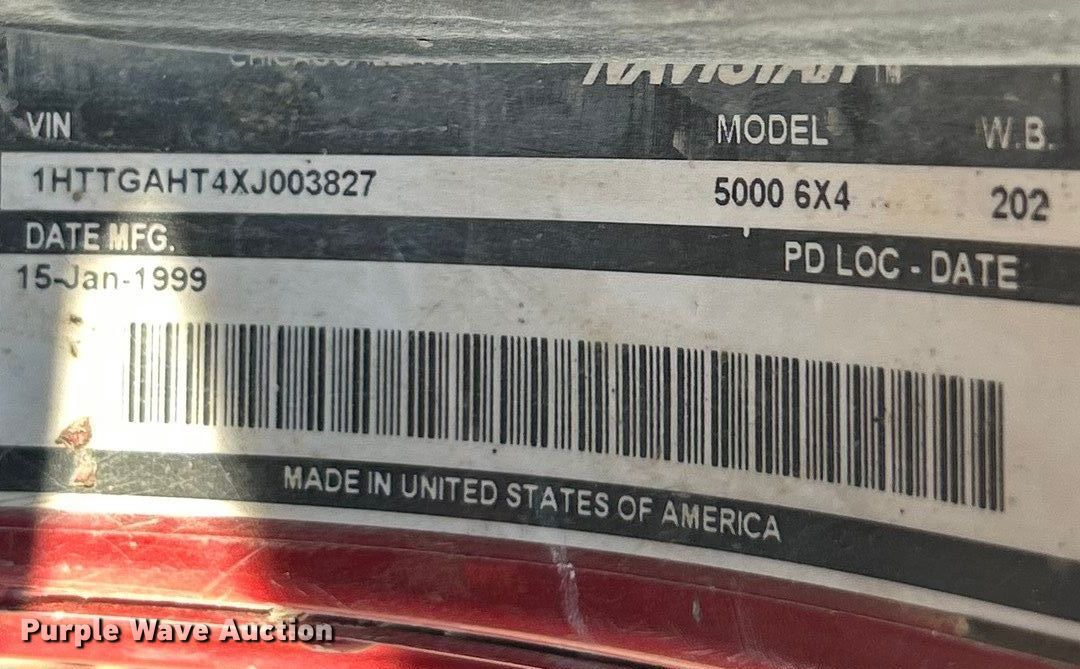 NAVISTAR
VIN MODEL W.B.
1HTTGAHT4XJ003827 5000 6X4 202
DATE MFG. PD LOC - DATE
15-Jan-1999
MADE IN UNITED STATES OF AMERICA
Purple Wave Auction